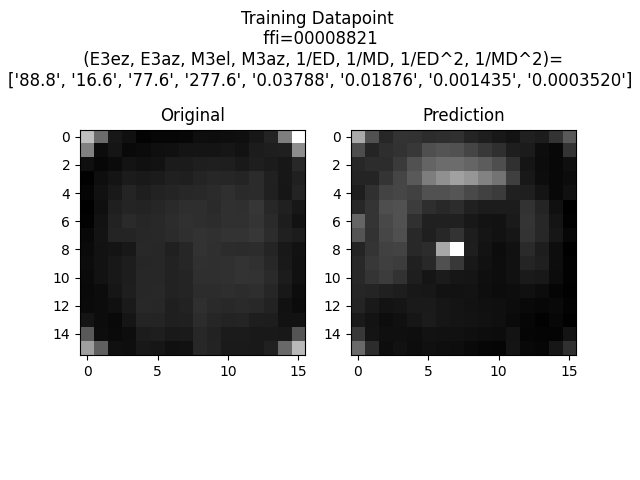 Training Datapoint
ffi=00008821
(E3ez, E3az, M3el, M3az, 1/ED, 1/MD, 1/ED^2, 1/MD^2)=
['88.8', '16.6', '77.6', '277.6', '0.03788', '0.01876', '0.001435', '0.0003520']
Original
0
2
4
6
8
10
12
14
0 5 10 15
Prediction
0
2
4
6
8
10
12
14
0 5 10 15